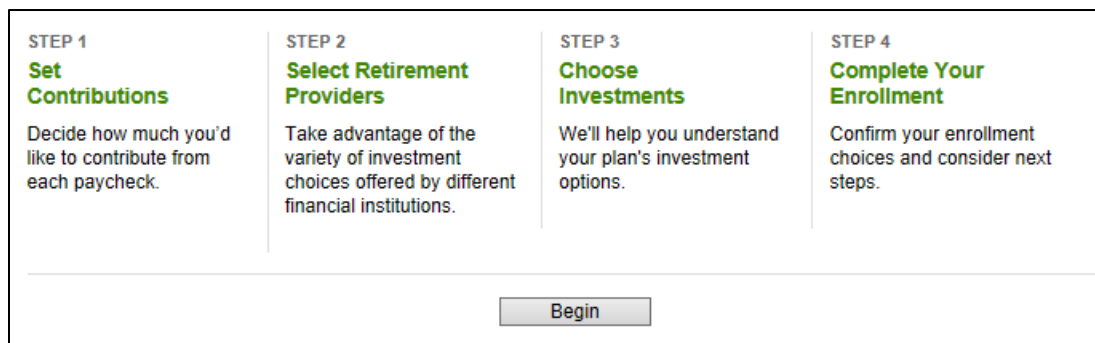 STEP 1
Set
Contributions
Decide how much you'd
like to contribute from
each paycheck.
STEP 2
Select Retirement
Providers
Take advantage of the
variety of investment
choices offered by different
financial institutions.
STEP 3
Choose
Investments
We'll help you understand
your plan's investment
options.
STEP 4
Complete Your
Enrollment
Confirm your enrollment
choices and consider next
steps.
Begin